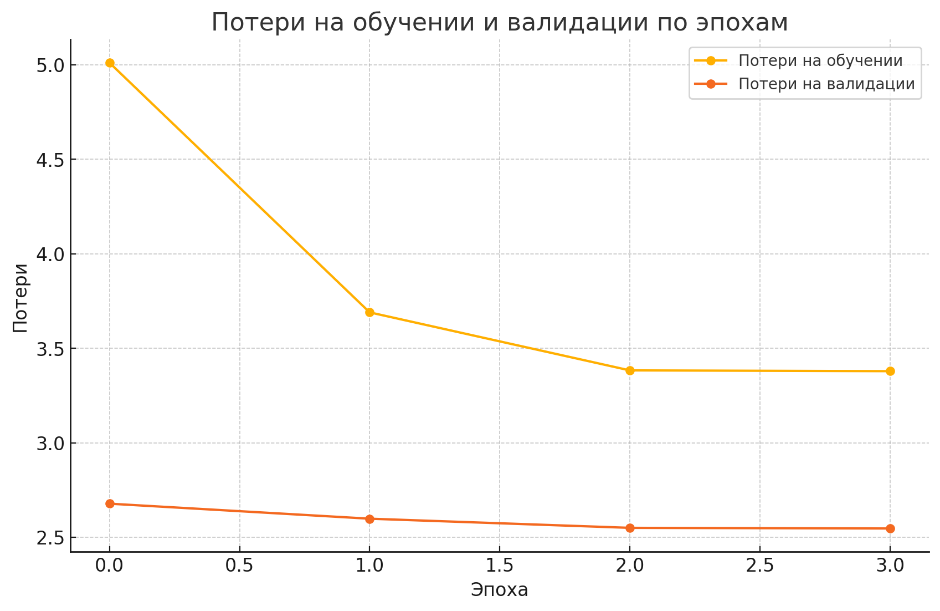 Потери на обучении и валидации по эпохам
Потери на обучении
Потери на валидации
Потери
5.0
4.5
4.0
3.5
3.0
2.5
0.0 0.5 1.0 1.5 2.0 2.5 3.0
Эпоха